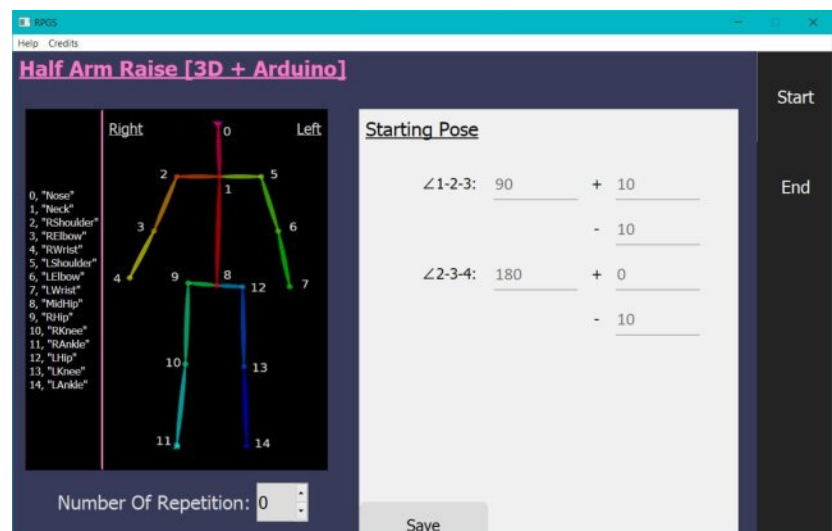 RPGS
Help Credits
Half Arm Raise [3D + Arduino]
Start
End
Right 0 Left
2 5
1
3 6
4 9 8 12 7
10 13
11 14
0, "Nose"
1, "Neck"
2, "RShoulder"
3, "RElbow"
4, "RWrist"
5, "LShoulder"
6, "LElbow"
7, "LWrist"
8, "MidHip"
9, "RHip"
10, "RKnee"
11, "RAnkle"
12, "LHip"
13, "LKnee"
14, "LAnkle"
Number Of Repetition: 0
Starting Pose
∠1-2-3: 90 + 10
- 10
∠2-3-4: 180 + 0
- 10
Save